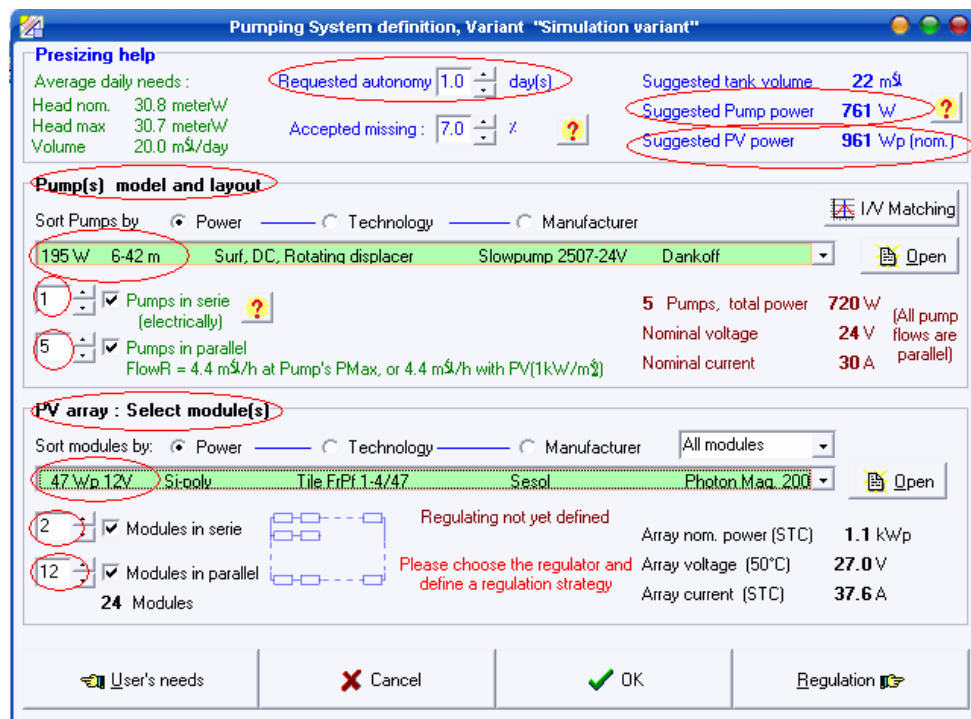 Pumping System definition, Variant "Simulation variant"
Presizing help
Average daily needs :
Head nom. 30.8 meterW
Head max 30.7 meterW
Volume 20.0 m³/day
Requested autonomy 1.0 day(s)
Accepted missing : 7.0 % ?
Suggested tank volume 22 m³
Suggested Pump power 761 W ?
Suggested PV power 961 Wp (nom.)
Pump(s) model and layout
Sort Pumps by Power Technology Manufacturer
I/V Matching
195 W 6-42 m Surf, DC, Rotating displacer Slowpump 2507-24V Dankoff
Open
1 Pumps in serie
(electrically) ?
5 Pumps in parallel
FlowR = 4.4 m³/h at Pump's PMax, or 4.4 m³/h with PV(1kW/m²)
5 Pumps, total power 720 W
Nominal voltage 24 V
Nominal current 30 A
(All pump
flows are
parallel)
PV array : Select module(s)
Sort modules by: Power Technology Manufacturer All modules
47 Wp 12V Si-poly Tile FrPf 1-4/47 Sesol Photon Mag. 200
Open
2 Modules in serie
12 Modules in parallel
24 Modules
Regulating not yet defined
Please choose the regulator and
define a regulation strategy
Array nom. power (STC) 1.1 kWp
Array voltage (50°C) 27.0 V
Array current (STC) 37.6 A
User's needs
Cancel
OK
Regulation